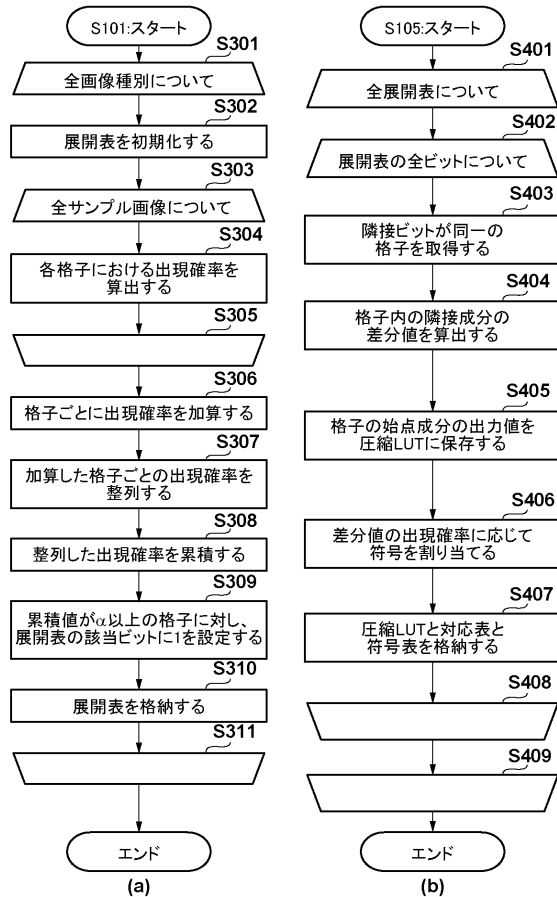 S101:スタート
S301
全画像種別について
S302
展開表を初期化する
S303
全サンプル画像について
S304
各格子における出現確率を
算出する
S305
S306
格子ごとに出現確率を加算する
S307
加算した格子ごとの出現確率を
整列する
S308
整列した出現確率を累積する
S309
累積値がα以上の格子に対し、
展開表の該当ビットに1を設定する
S310
展開表を格納する
S311
エンド
(a)
S105:スタート
S401
全展開表について
S402
展開表の全ビットについて
S403
隣接ビットが同一の
格子を取得する
S404
格子内の隣接成分の
差分値を算出する
S405
格子の始点成分の出力値を
圧縮LUTに保存する
S406
差分値の出現確率に応じて
符号を割り当てる
S407
圧縮LUTと対応表と
符号表を格納する
S408
S409
エンド
(b)